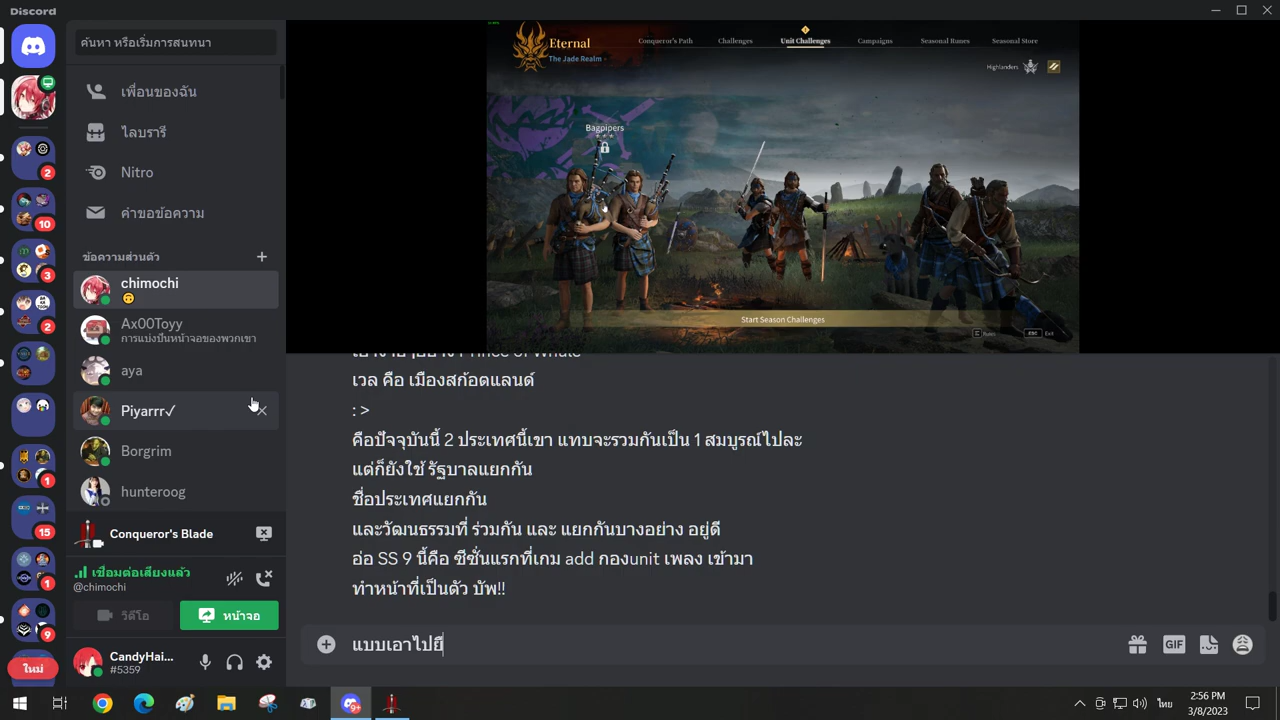 Discord
ค้นหา หรือเริ่มการสนทนา
เพื่อนของฉัน
ไลบรารี
Nitro
คำขอข้อความ
ข้อความส่วนตัว
chimochi
Ax00Toyy
การแบ่งปันหน้าจอของพวกเขา
aya
Piyarrr✓
Borgrim
hunteroog
Conqueror's Blade
เชื่อมต่อเสียงแล้ว
@chimochi
วิดีโอ
หน้าจอ
CandyHai...
#5359
2
10
3
2
1
15
1
9
ใหม่
Eternal
The Jade Realm
Conqueror's Path
Challenges
Unit Challenges
Campaigns
Seasonal Runes
Seasonal Store
Highlanders
Bagpipers
Start Season Challenges
ESC
Exit
เวล คือ เมืองสก้อดแลนด์
: >
คือปัจจุบันนี้ 2 ประเทศนี้เขา แทบจะรวมกันเป็น 1 สมบูรณ์ไปละ
แต่ก็ยังใช้ รัฐบาลแยกกัน
ชื่อประเทศแยกกัน
และวัฒนธรรมที่ ร่วมกัน และ แยกกันบางอย่าง อยู่ดี
อ่อ SS 9 นี้คือ ซีซั่นแรกที่เกม add กองunit เพลง เข้ามา
ทำหน้าที่เป็นตัว บัพ!!
แบบเอาไปยื
GIF
9+
ไทย
2:56 PM
3/8/2023